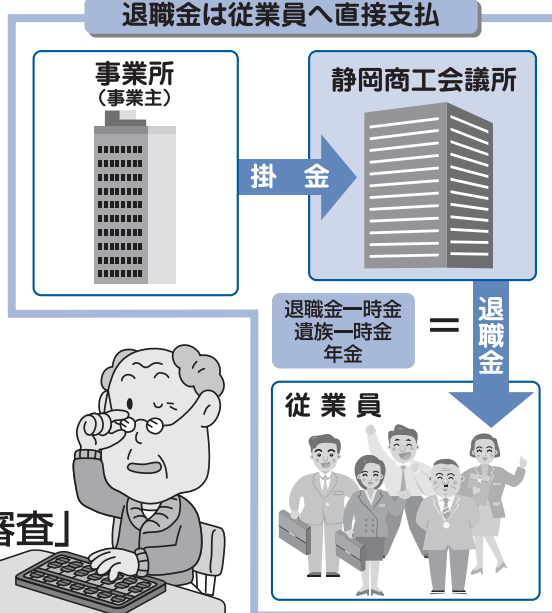 退職金は従業員へ直接支払
事業所
（事業主）
静岡商工会議所
掛　金
退職金一時金
遺族一時金
年金
＝
退職金
従 業 員
審査」